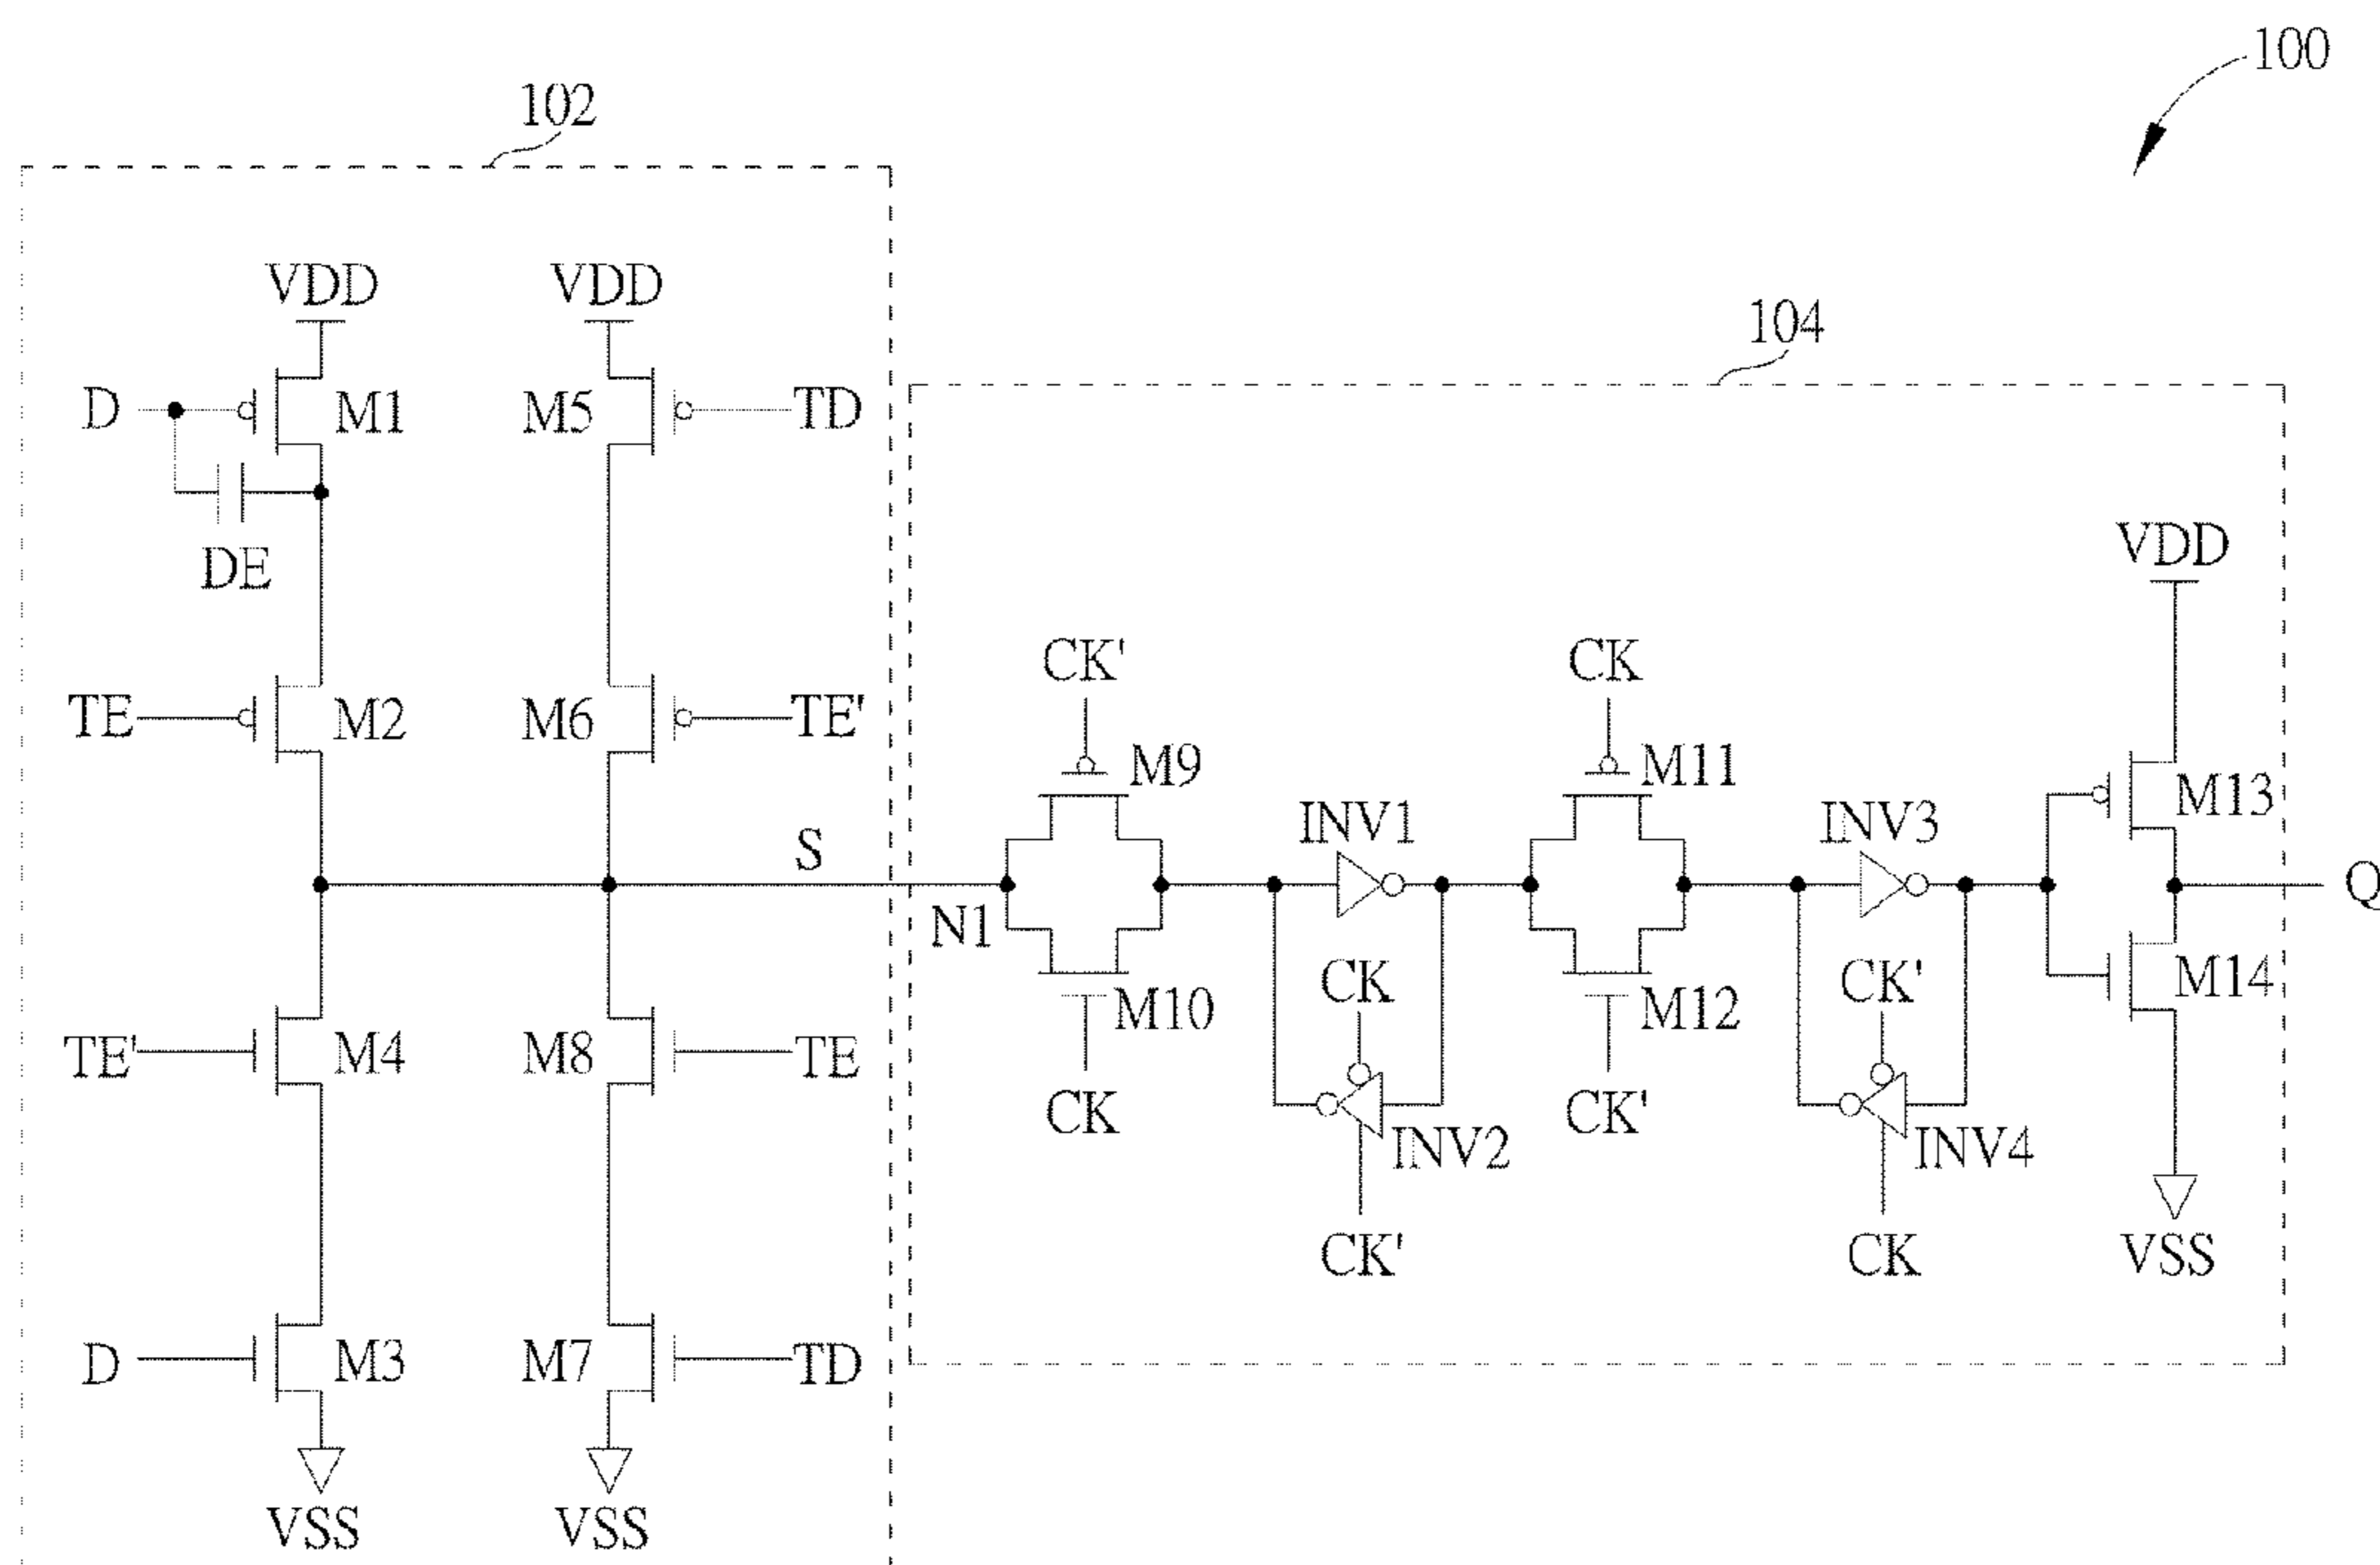 100
102
VDD VDD
104
D M1 M5 TD
DE
VDD
CK' CK
TE M2 M6 TE'
M9 M11
M13
INV1 INV3
S
Q
N1
CK CK'
M14
M10 M12
TE' M4 M8 TE
CK CK'
INV2 INV4
CK' CK VSS
D M3 M7 TD
VSS VSS